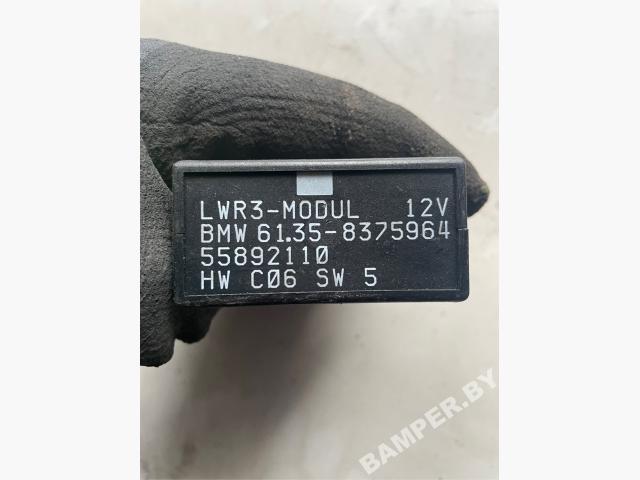 LWR3-MODUL 12V
BMW 61.35-8375964
55892110
HW C06 SW 5
BAMPER.BY